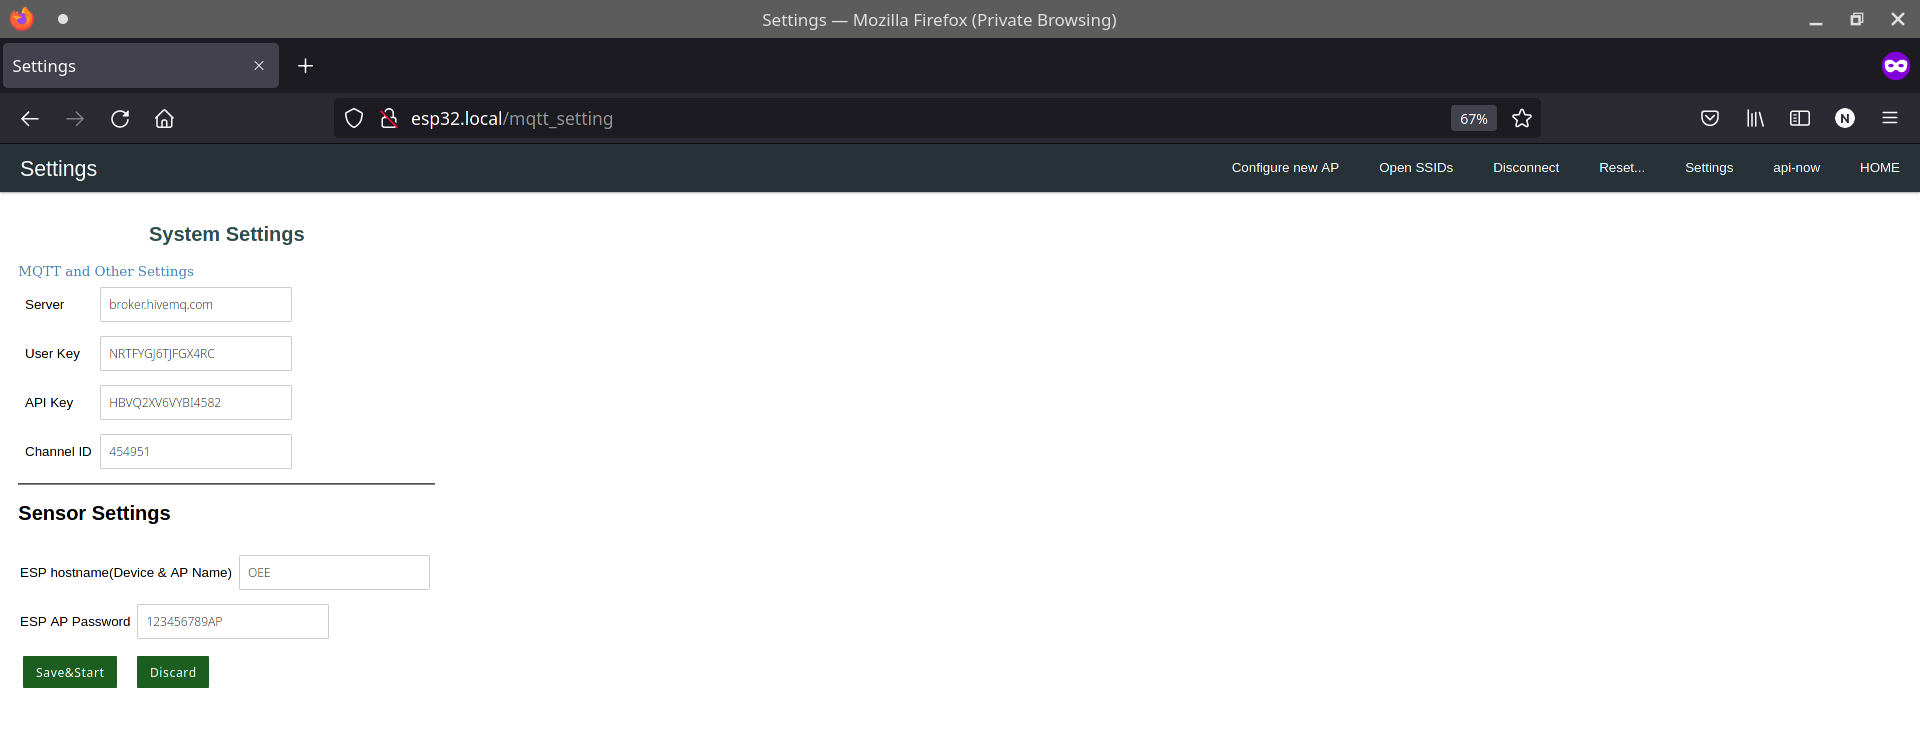 Settings — Mozilla Firefox (Private Browsing)
Settings
esp32.local/mqtt_setting
67%
N
Settings
Configure new AP Open SSIDs Disconnect Reset... Settings api-now HOME
System Settings
MQTT and Other Settings
Server broker.hivemq.com
User Key NRTFYGJ6TJFGX4RC
API Key HBVQ2XV6VYBI4582
Channel ID 454951
Sensor Settings
ESP hostname(Device & AP Name) OEE
ESP AP Password 123456789AP
Save&Start Discard